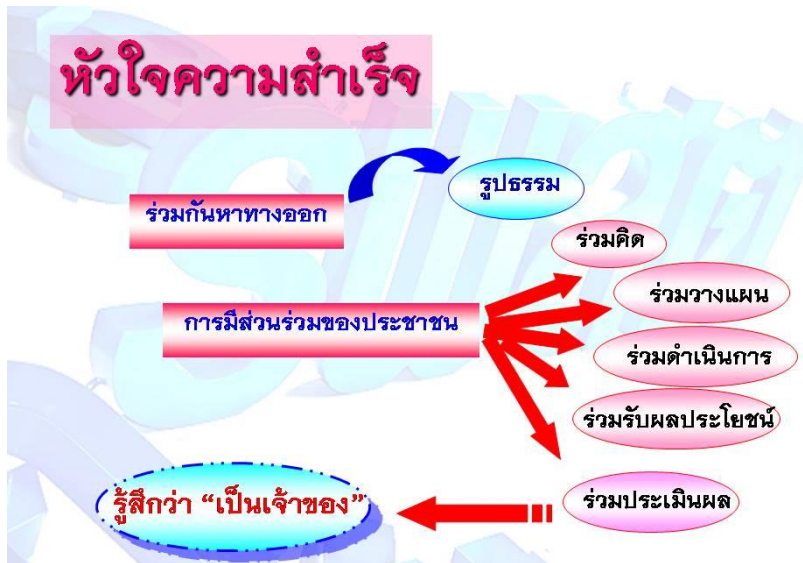 หัวใจความสำเร็จ
รูปธรรม
ร่วมกันหาทางออก
ร่วมคิด
ร่วมวางแผน
การมีส่วนร่วมของประชาชน
ร่วมดำเนินการ
ร่วมรับผลประโยชน์
รู้สึกว่า “เป็นเจ้าของ”
ร่วมประเมินผล